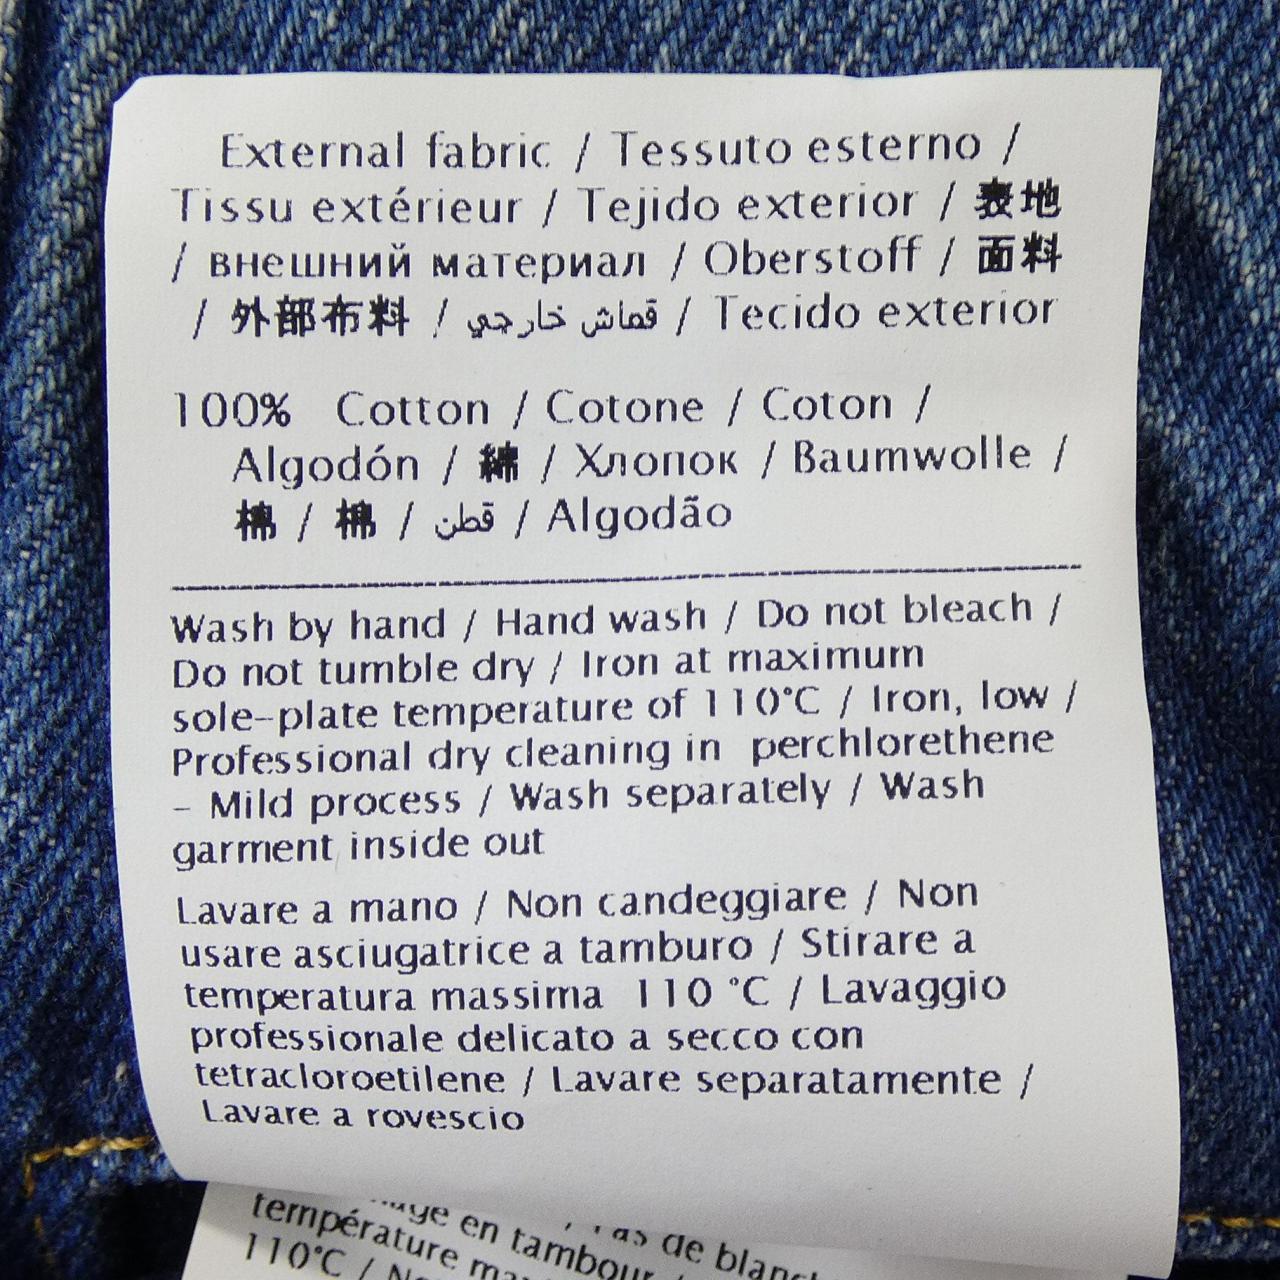 External fabric / Tessuto esterno /
Tissu extérieur / Tejido exterior / 表地
/ внешний материал / Oberstoff / 面料
/ 外部布料 / قماش خارجي / Tecido exterior
100% Cotton / Cotone / Coton /
Algodón / 綿 / Хлопок / Baumwolle /
棉 / 棉 / قطن / Algodão
Wash by hand / Hand wash / Do not bleach /
Do not tumble dry / Iron at maximum
sole-plate temperature of 110°C / Iron, low /
Professional dry cleaning in perchlorethene
- Mild process / Wash separately / Wash
garment inside out
Lavare a mano / Non candeggiare / Non
usare asciugatrice a tamburo / Stirare a
temperatura massima 110 °C / Lavaggio
professionale delicato a secco con
tetracloroetilene / Lavare separatamente /
Lavare a rovescio
en tambour / Pas de
température
110°C /